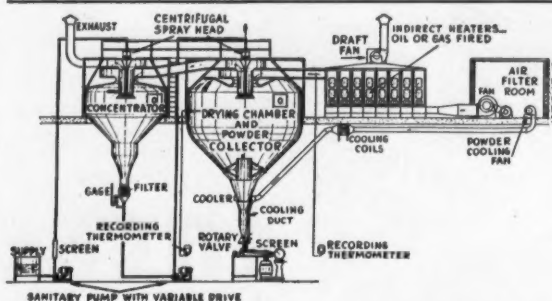 EXHAUST
CENTRIFUGAL
SPRAY HEAD
DRAFT
FAN
INDIRECT HEATERS
OIL OR GAS FIRED
AIR
FILTER
ROOM
FAN
CONCENTRATOR
DRYING CHAMBER
AND
POWDER
COLLECTOR
COOLING
COILS
POWDER
COOLING
FAN
GAGE
FILTER
COOLER
COOLING
DUCT
RECORDING
THERMOMETER
ROTARY
VALVE
SCREEN
RECORDING
THERMOMETER
SUPPLY
SCREEN
SANITARY PUMP WITH VARIABLE DRIVE